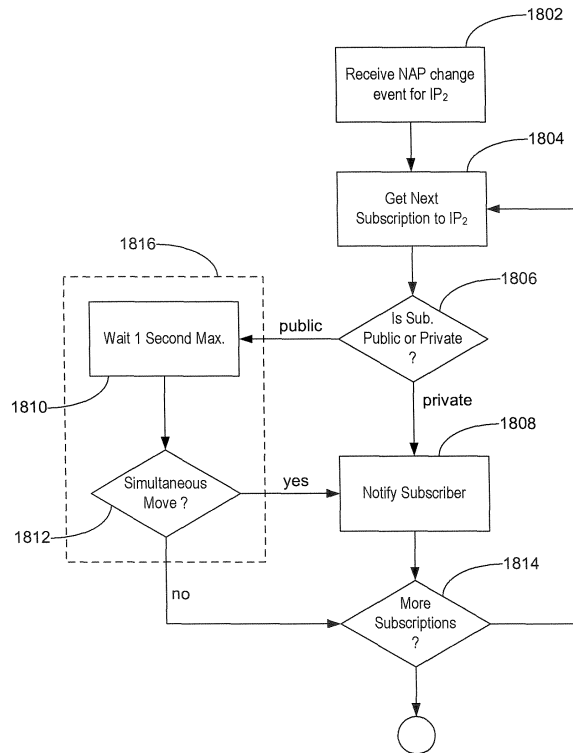 1802
Receive NAP change
event for IP₂
1804
Get Next
Subscription to IP₂
1816
1806
Is Sub.
Public or Private
?
public
Wait 1 Second Max.
1810
private
1808
Simultaneous
Move ?
yes
Notify Subscriber
1812
1814
no
More
Subscriptions
?